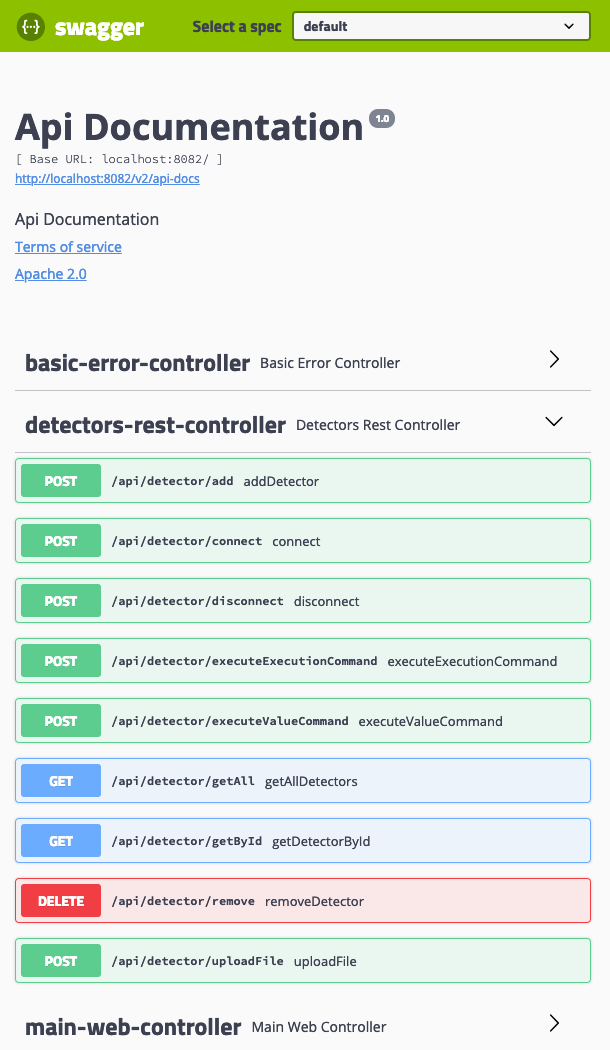 {···} swagger Select a spec default
Api Documentation 1.0
[ Base URL: localhost:8082/ ]
http://localhost:8082/v2/api-docs
Api Documentation
Terms of service
Apache 2.0
basic-error-controller Basic Error Controller
detectors-rest-controller Detectors Rest Controller
POST /api/detector/add addDetector
POST /api/detector/connect connect
POST /api/detector/disconnect disconnect
POST /api/detector/executeExecutionCommand executeExecutionCommand
POST /api/detector/executeValueCommand executeValueCommand
GET /api/detector/getAll getAllDetectors
GET /api/detector/getById getDetectorById
DELETE /api/detector/remove removeDetector
POST /api/detector/uploadFile uploadFile
main-web-controller Main Web Controller